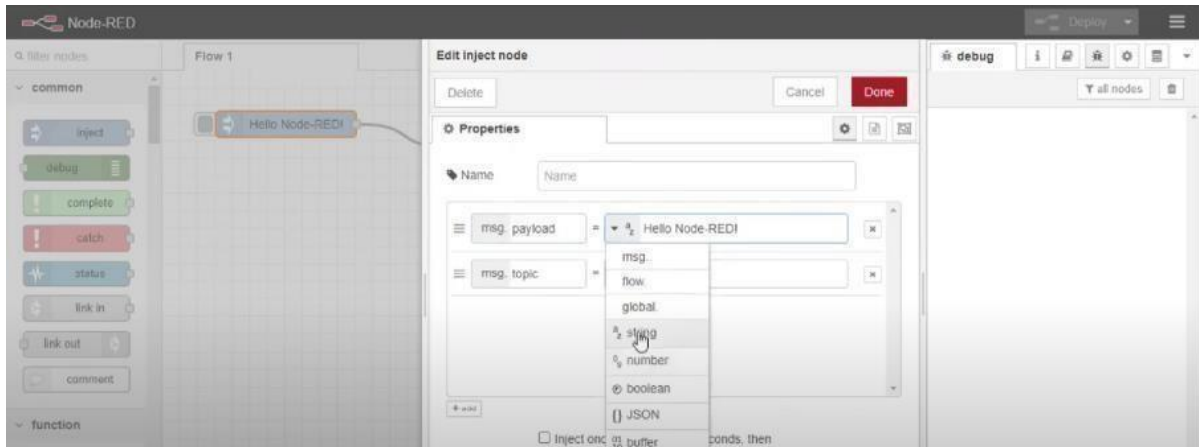 Node-RED
Deploy
filter nodes
Flow 1
Edit inject node
debug
common
Delete
Cancel
Done
all nodes
inject
Hello Node-RED!
Properties
debug
Name
Name
complete
msg. payload
=
Hello Node-RED!
catch
msg.
status
msg. topic
=
flow.
link in
global.
string
link out
number
comment
boolean
add
{} JSON
function
Inject once
buffer
conds, then